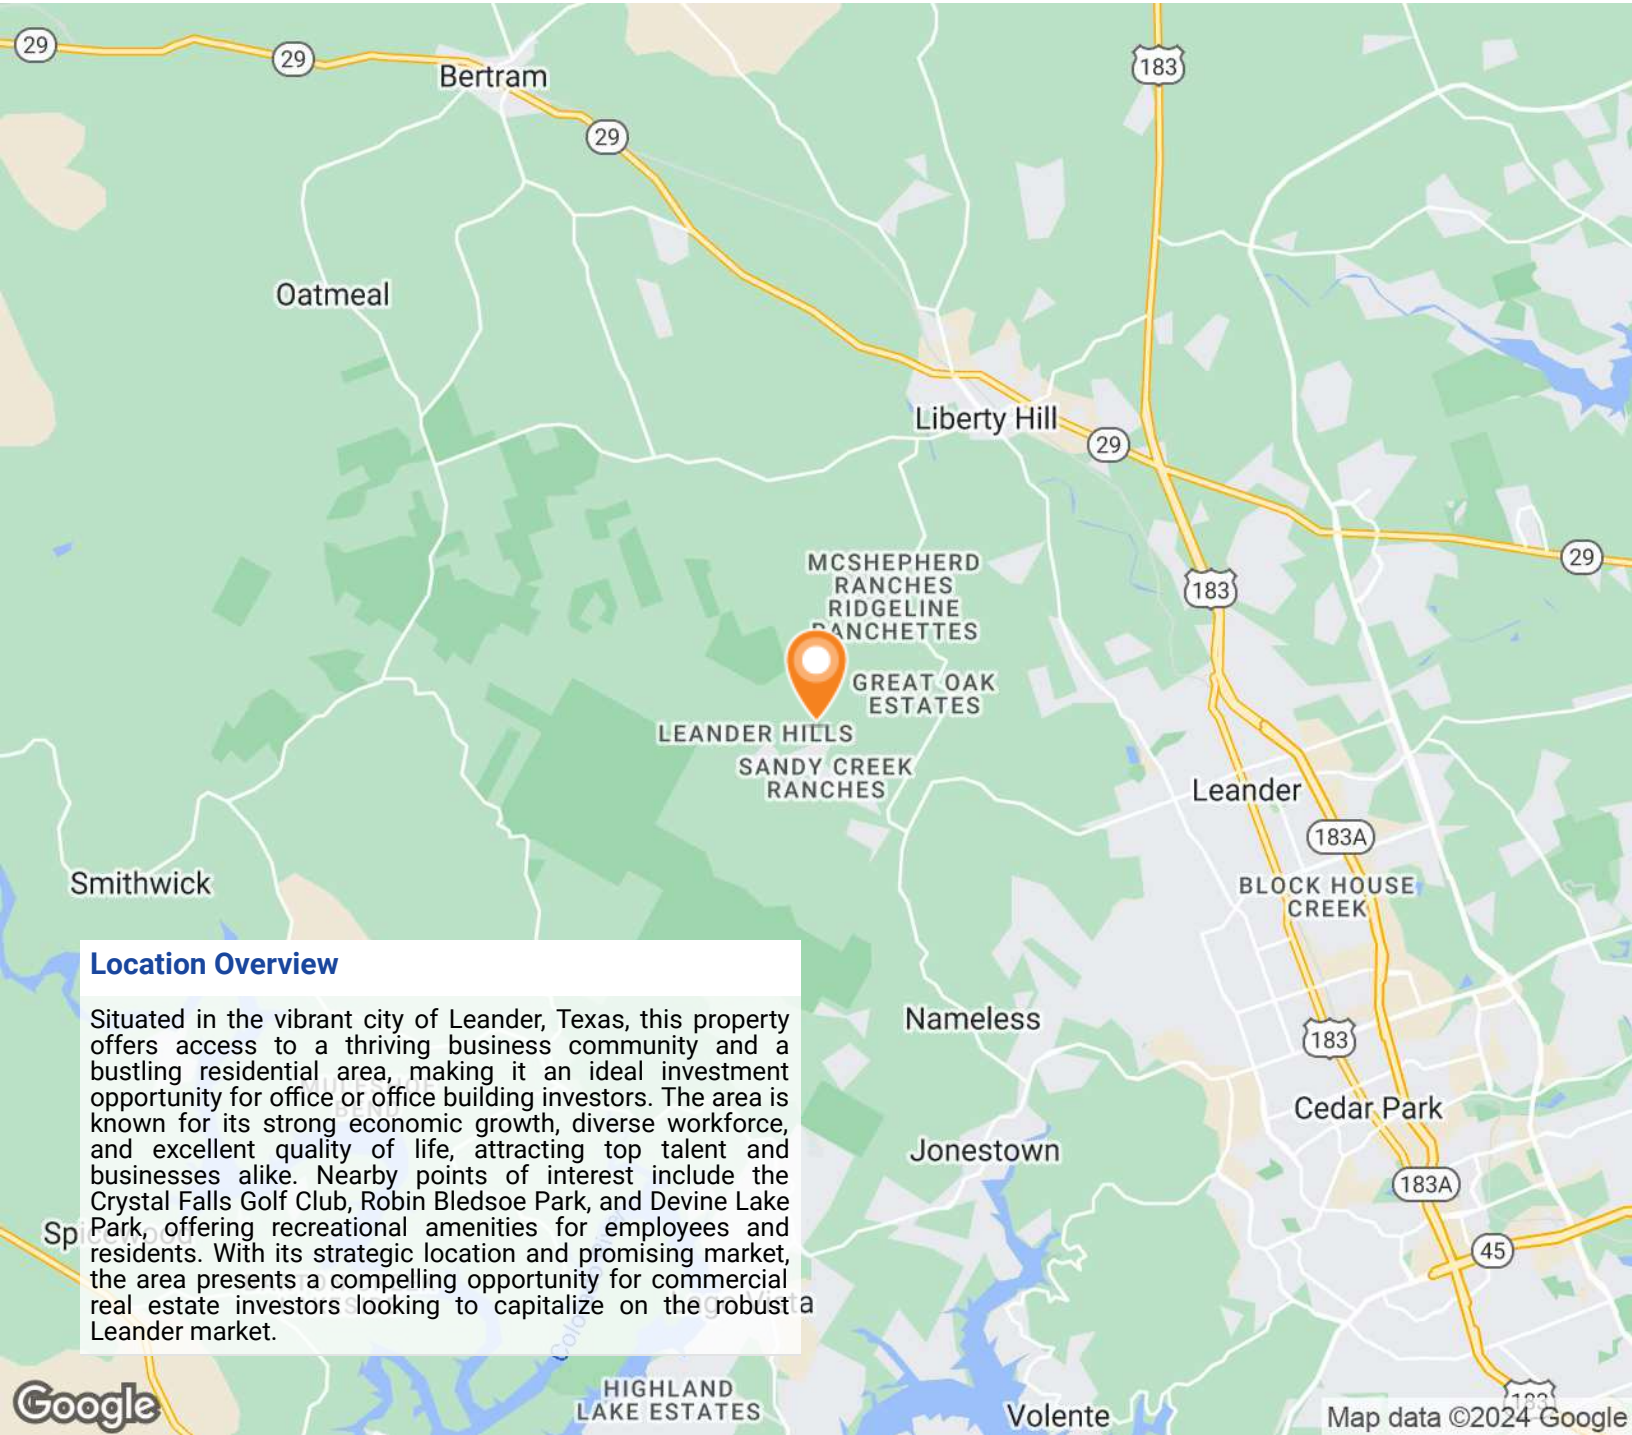 29
29
Bertram
183
29
Oatmeal
Liberty Hill
29
29
MCSHEPHERD
RANCHES
RIDGELINE
RANCHETTES
183
GREAT OAK
ESTATES
LEANDER HILLS
SANDY CREEK
RANCHES
Leander
183A
Smithwick
BLOCK HOUSE
CREEK
Location Overview
Situated in the vibrant city of Leander, Texas, this property
offers access to a thriving business community and a
bustling residential area, making it an ideal investment
opportunity for office or office building investors. The area is
known for its strong economic growth, diverse workforce,
and excellent quality of life, attracting top talent and
businesses alike. Nearby points of interest include the
Crystal Falls Golf Club, Robin Bledsoe Park, and Devine Lake
Park, offering recreational amenities for employees and
residents. With its strategic location and promising market,
the area presents a compelling opportunity for commercial
real estate investors looking to capitalize on the robust
Leander market.
MULESHOE
BEND
Spicewood
Lago Vista
Nameless
183
Cedar Park
Jonestown
183A
45
HIGHLAND
LAKE ESTATES
Volente
183
Google
Map data ©2024 Google